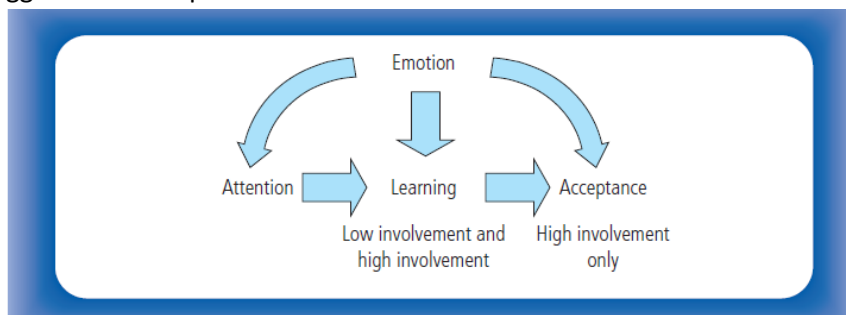 Emotion
Attention
Learning
Acceptance
Low involvement and
high involvement
High involvement
only